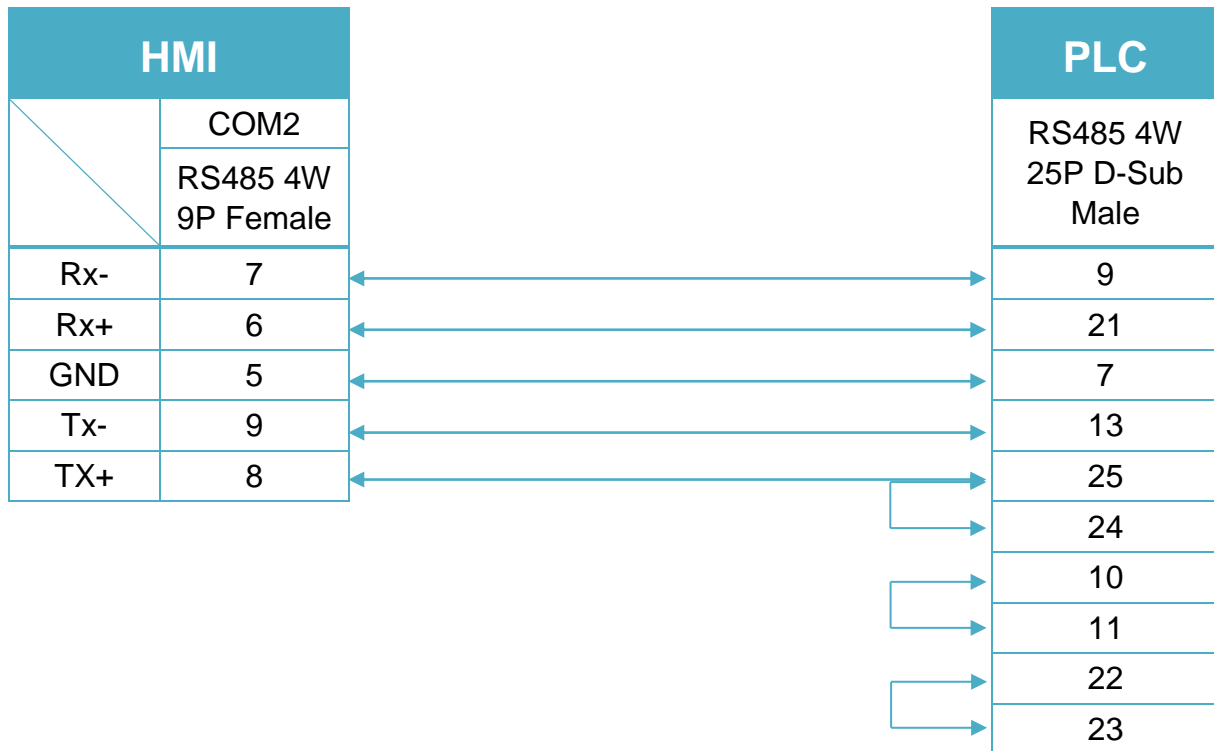 HMI
PLC
COM2
RS485 4W
9P Female
RS485 4W
25P D-Sub
Male
Rx- 7 9
Rx+ 6 21
GND 5 7
Tx- 9 13
TX+ 8 25
24
10
11
22
23